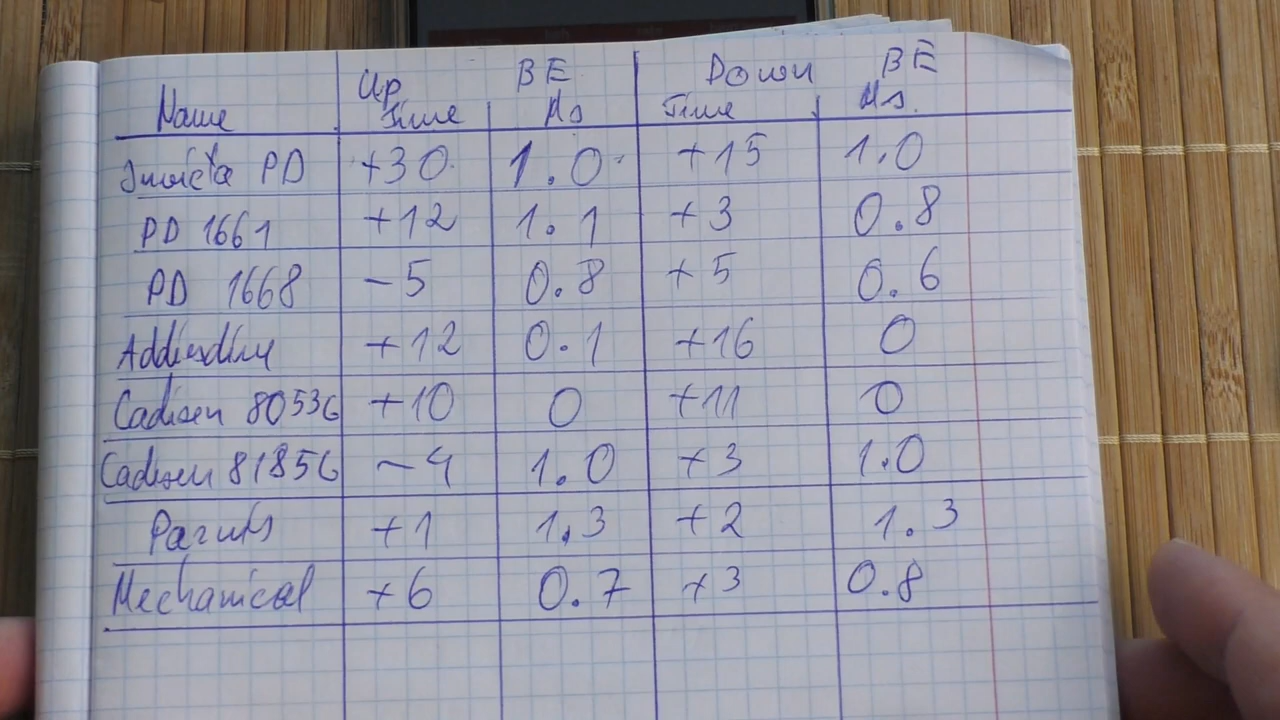 Up BE Down BE
Name Time Ms Time Ms.
Invicta PD +30 1.0 +15 1.0
PD 1661 +12 1.1 +3 0.8
PD 1668 -5 0.8 +5 0.6
Addiesdive +12 0.1 +16 0
Cadisen 80536 +10 0 +11 0
Cadisen 81856 -4 1.0 +3 1.0
Parnis +1 1.3 +2 1.3
Mechanical +6 0.7 +3 0.8